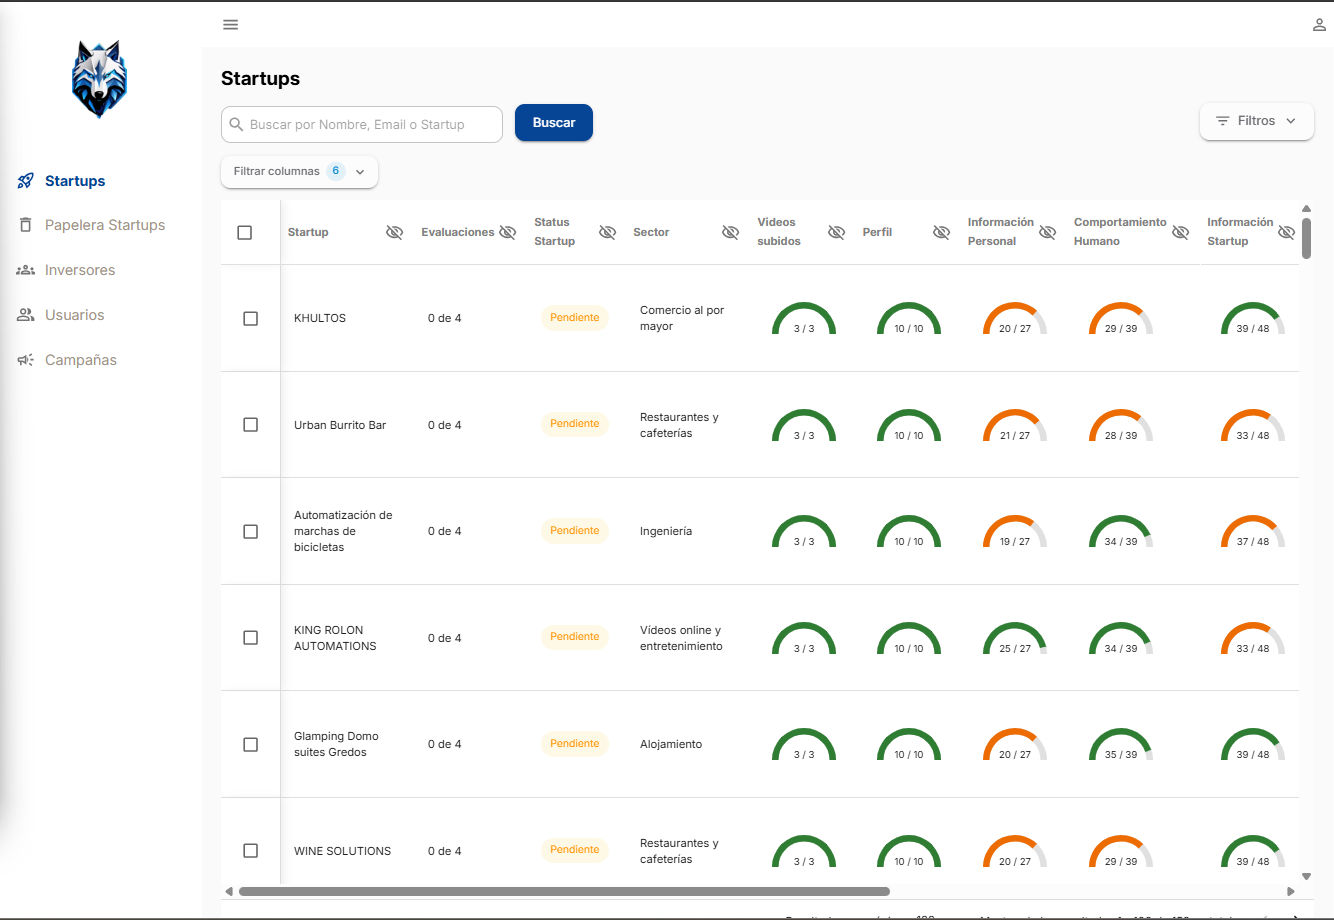 Startups
Buscar por Nombre, Email o Startup
Buscar
Filtros
Filtrar columnas 6
Startups
Papelera Startups
Inversores
Usuarios
Campañas
Startup
Evaluaciones
Status
Startup
Sector
Videos
subidos
Perfil
Información
Personal
Comportamiento
Humano
Información
Startup
KHULTOS
0 de 4
Pendiente
Comercio al por
mayor
3 / 3
10 / 10
20 / 27
29 / 39
39 / 48
Urban Burrito Bar
0 de 4
Pendiente
Restaurantes y
cafeterías
3 / 3
10 / 10
21 / 27
28 / 39
33 / 48
Automatización de
marchas de
bicicletas
0 de 4
Pendiente
Ingeniería
3 / 3
10 / 10
19 / 27
34 / 39
37 / 48
KING ROLON
AUTOMATIONS
0 de 4
Pendiente
Vídeos online y
entretenimiento
3 / 3
10 / 10
25 / 27
34 / 39
33 / 48
Glamping Domo
suites Gredos
0 de 4
Pendiente
Alojamiento
3 / 3
10 / 10
20 / 27
35 / 39
39 / 48
WINE SOLUTIONS
0 de 4
Pendiente
Restaurantes y
cafeterías
3 / 3
10 / 10
20 / 27
29 / 39
39 / 48